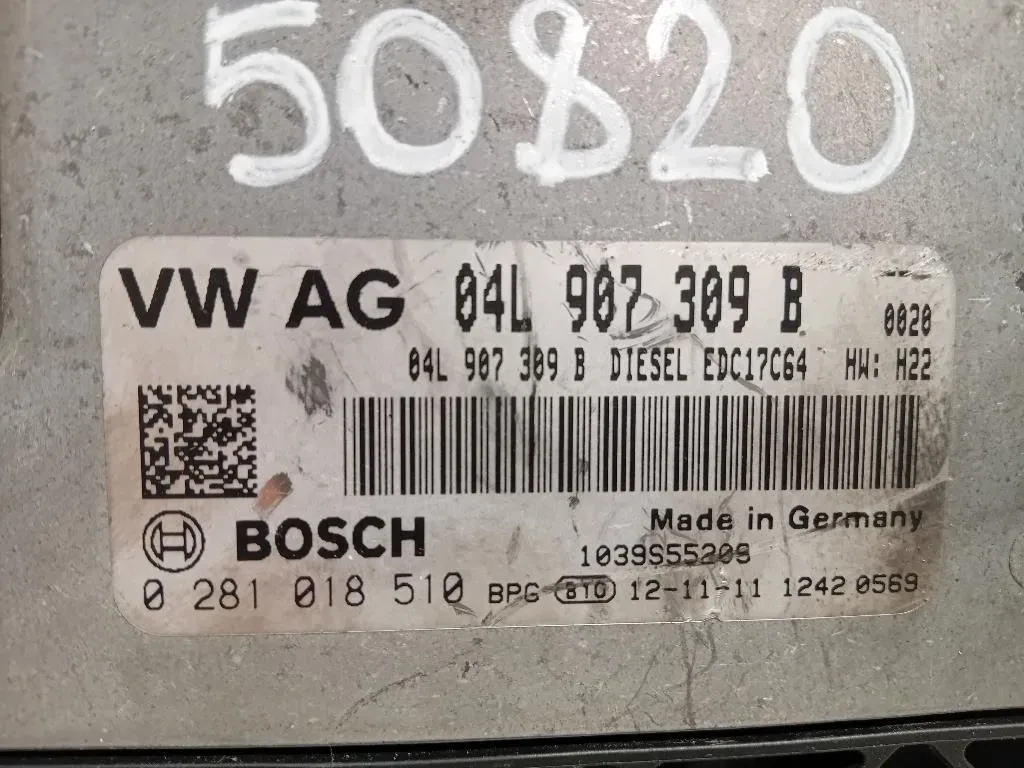 50820
VW AG 04L 907 309 B 0020
04L 907 309 B DIESEL EDC17C64 HW: H22
BOSCH Made in Germany
1039S55209
0 281 018 510 BPG BTO 12-11-11 1242 0569